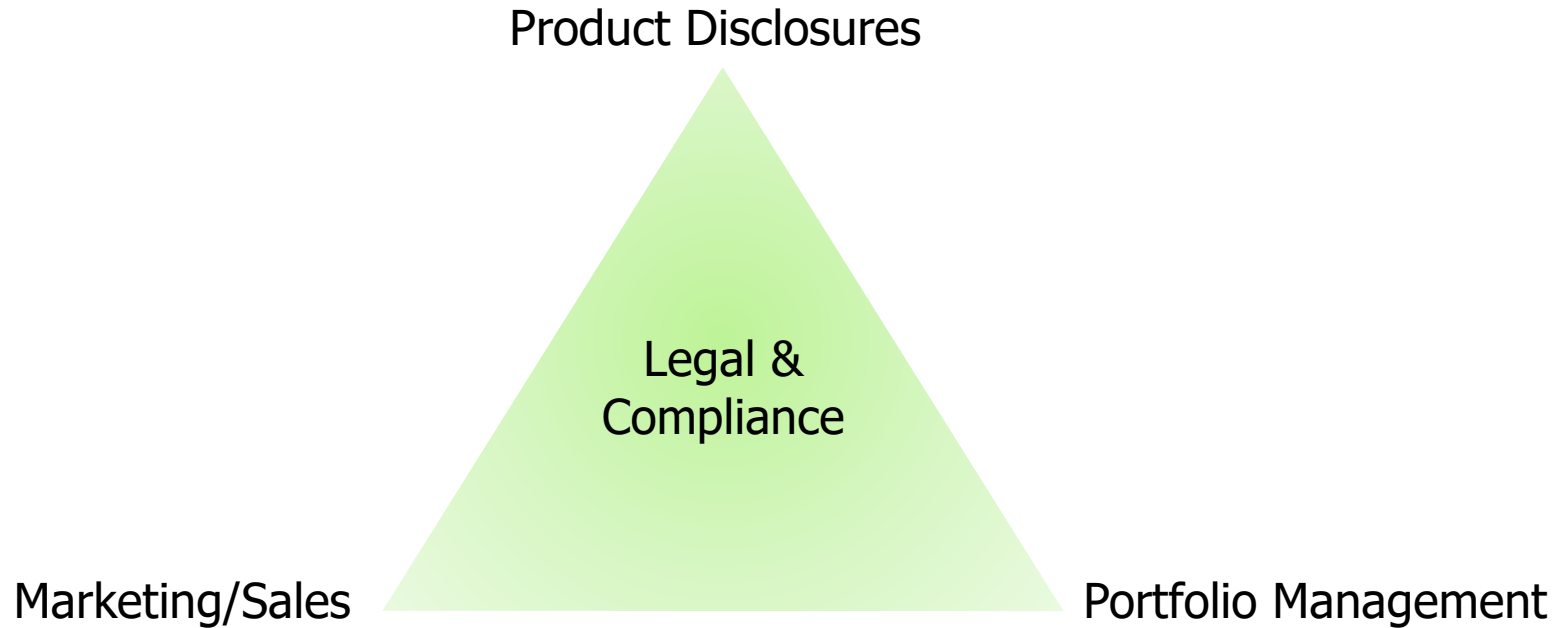 Product Disclosures
Legal &
Compliance
Marketing/Sales
Portfolio Management